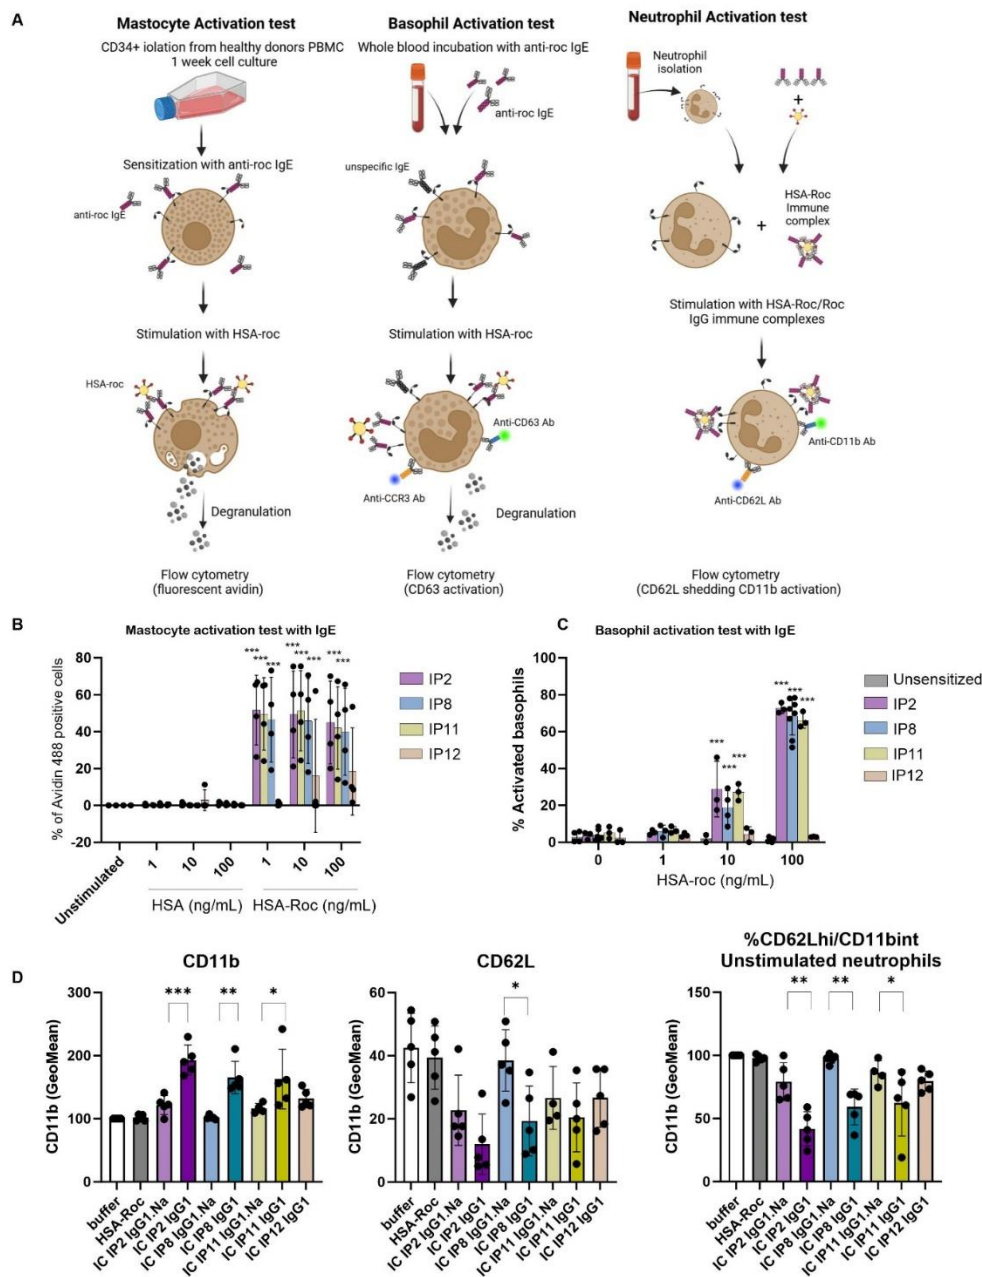 A
Mastocyte Activation test
CD34+ iolation from healthy donors PBMC
1 week cell culture
Sensitization with anti-roc IgE
anti-roc IgE
Stimulation with HSA-roc
HSA-roc
Degranulation
Flow cytometry
(fluorescent avidin)
Basophil Activation test
Whole blood incubation with anti-roc IgE
anti-roc IgE
unspecific IgE
Stimulation with HSA-roc
Anti-CD63 Ab
Anti-CCR3 Ab
Degranulation
Flow cytometry
(CD63 activation)
Neutrophil Activation test
Neutrophil
isolation
+
HSA-Roc
Immune
complex
+
Stimulation with HSA-Roc/Roc
IgG immune complexes
Anti-CD11b Ab
Anti-CD62L Ab
Flow cytometry
(CD62L shedding CD11b activation)
B
Mastocyte activation test with IgE
% of Avidin 488 positive cells
80
60
40
20
0
-20
*** *** *** *** *** *** *** ***
Unstimulated
1 10 100 1 10 100
HSA (ng/mL) HSA-Roc (ng/mL)
IP2
IP8
IP11
IP12
C
Basophil activation test with IgE
% Activated basophils
100
80
60
40
20
0
*** *** *** *** *** ***
0 1 10 100
HSA-roc (ng/mL)
Unsensitized
IP2
IP8
IP11
IP12
D
CD11b
CD11b (GeoMean)
300
200
100
0
*** ** *
buffer
HSA-Roc
IC IP2 IgG1.Na
IC IP2 IgG1
IC IP8 IgG1.Na
IC IP8 IgG1
IC IP11 IgG1.Na
IC IP11 IgG1
IC IP12 IgG1
CD62L
CD11b (GeoMean)
60
40
20
0
*
buffer
HSA-Roc
IC IP2 IgG1.Na
IC IP2 IgG1
IC IP8 IgG1.Na
IC IP8 IgG1
IC IP11 IgG1.Na
IC IP11 IgG1
IC IP12 IgG1
%CD62Lhi/CD11bint
Unstimulated neutrophils
CD11b (GeoMean)
150
100
50
0
** ** *
buffer
HSA-Roc
IC IP2 IgG1.Na
IC IP2 IgG1
IC IP8 IgG1.Na
IC IP8 IgG1
IP11 IgG1.Na
IC IP11 IgG1
IC IP12 IgG1